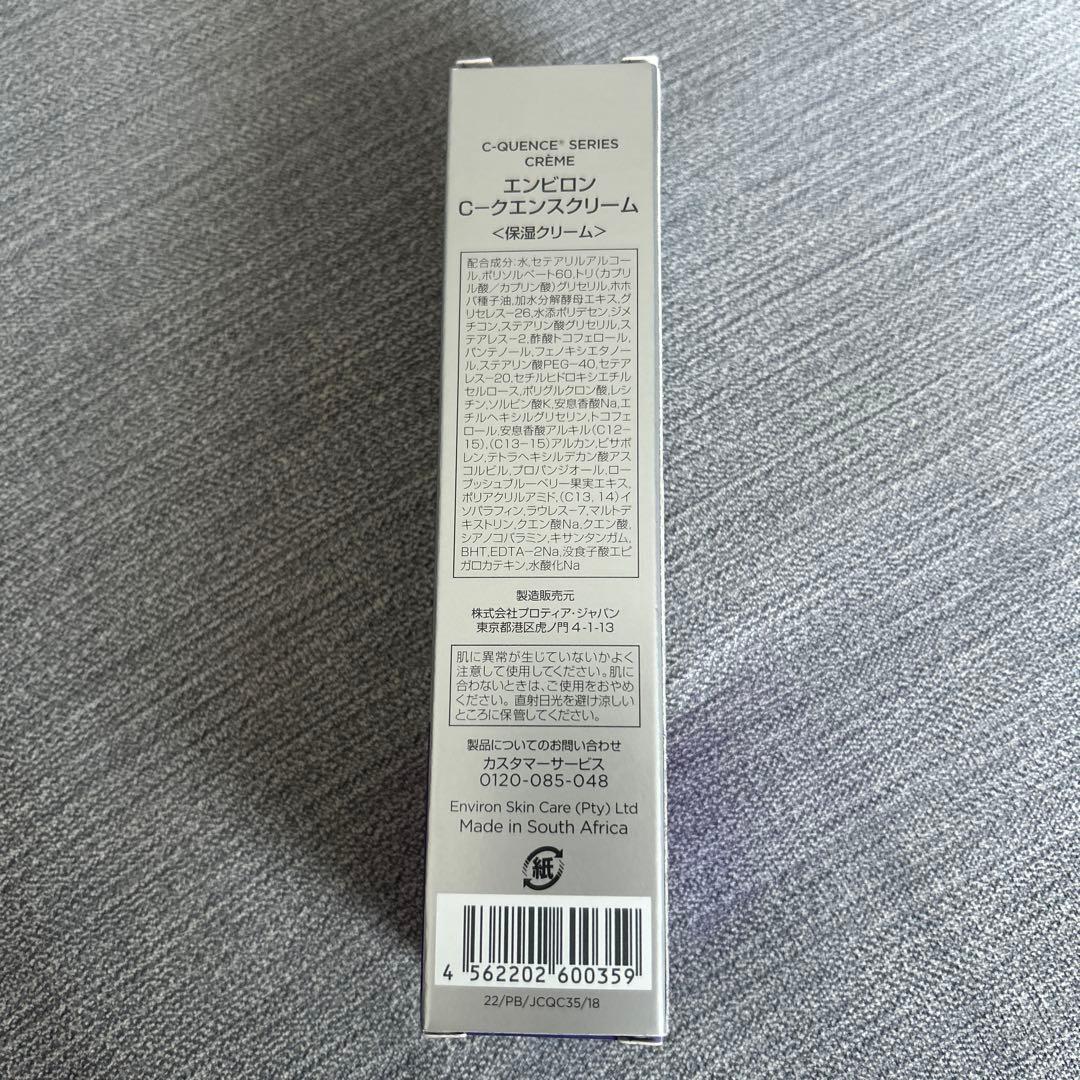 C-QUENCE® SERIES
CRÈME
エンビロン
C−クエンスクリーム
＜保湿クリーム＞
配合成分:水,セテアリルアルコー
ル,ポリソルベート60,トリ(カプリ
ル酸／カプリン酸)グリセリル,ホホ
バ種子油,加水分解酵母エキス,グ
リセレス−26,水添ポリデセン,ジメ
チコン,ステアリン酸グリセリル,ス
テアレス−2,酢酸トコフェロール,
パンテノール,フェノキシエタノー
ル,ステアリン酸PEG−40,セテア
レス−20,セチルヒドロキシエチル
セルロース,ポリグルクロン酸,レシ
チン,ソルビン酸K,安息香酸Na,エ
チルヘキシルグリセリン,トコフェ
ロール,安息香酸アルキル(C12−
15),(C13−15)アルカン,ビサボ
レン,テトラヘキシルデカン酸アス
コルビル,プロパンジオール,ロー
ブッシュブルーベリー果実エキス,
ポリアクリルアミド,(C13, 14)イ
ソパラフィン,ラウレス−7,マルトデ
キストリン,クエン酸Na,クエン酸,
シアノコバラミン,キサンタンガム,
BHT,EDTA−2Na,没食子酸エピ
ガロカテキン,水酸化Na
製造販売元
株式会社プロティア・ジャパン
東京都港区虎ノ門 4-1-13
肌に異常が生じていないかよく
注意して使用してください。肌に
合わないときは、ご使用をおやめ
ください。直射日光を避け涼しい
ところに保管してください。
製品についてのお問い合わせ
カスタマーサービス
0120-085-048
Environ Skin Care (Pty) Ltd
Made in South Africa
紙
4 562202 600359
22/PB/JCQC35/18